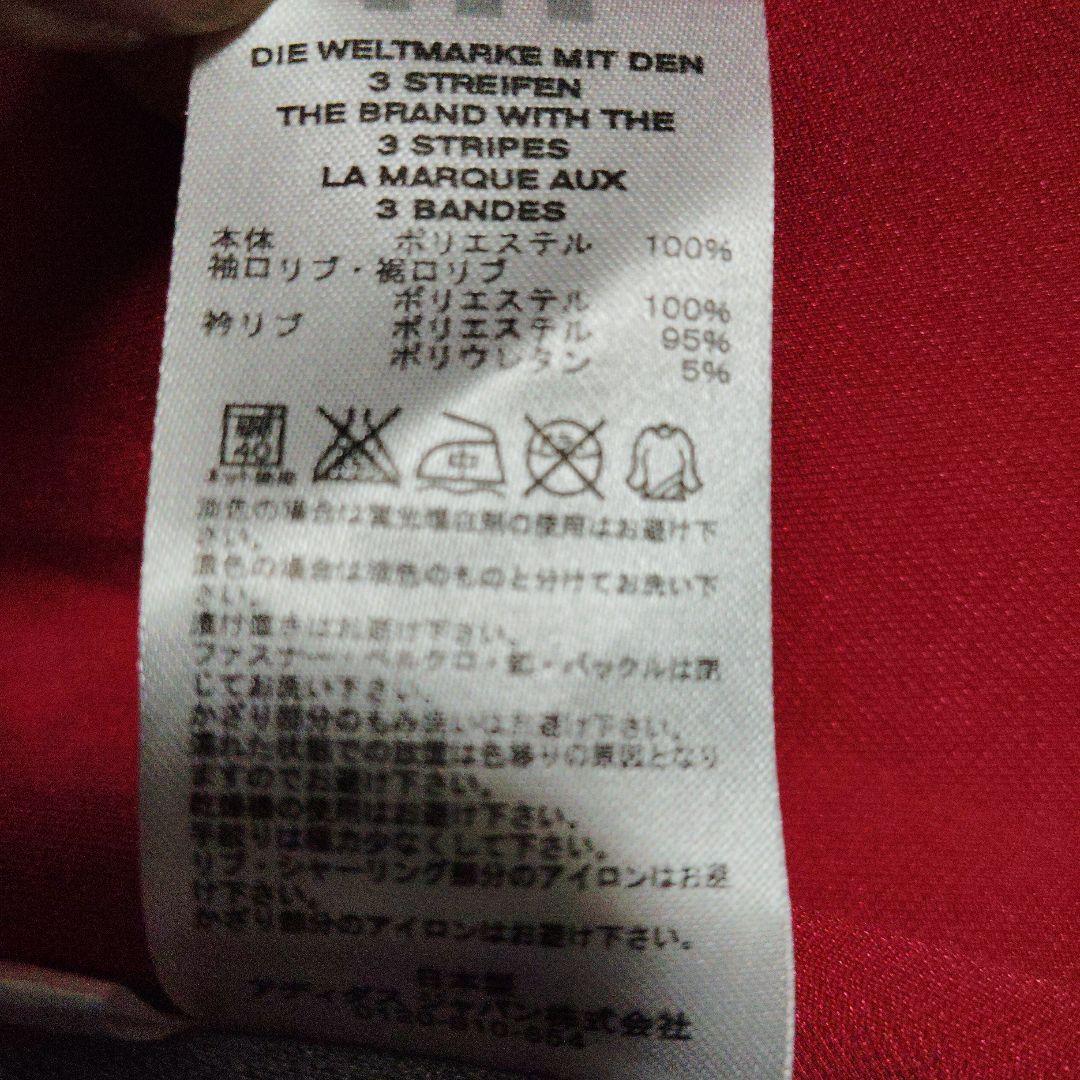 DIE WELTMARKE MIT DEN
3 STREIFEN
THE BRAND WITH THE
3 STRIPES
LA MARQUE AUX
3 BANDES
本体 ポリエステル 100%
袖口リブ・裾口リブ
ポリエステル 100%
衿リブ ポリエステル 95%
ポリウレタン 5%
40
中
淡色の場合は蛍光増白剤の使用はお避け下
さい。
濃色の場合は淡色のものと分けてお洗い下
さい。
漬け置きはお避け下さい。
ファスナー・ベルクロ・釦・バックルは閉
じてお洗い下さい。
かざり部分のもみ洗いはお避け下さい。
濡れた状態での放置は色移りの原因となり
ますのでお避け下さい。
乾燥機の使用はお避け下さい。
手絞りは極力少なくして下さい。
リブ・シャーリング部分のアイロンはお避
け下さい。
かざり部分のアイロンはお避け下さい。
日本製
アディダス ジャパン株式会社